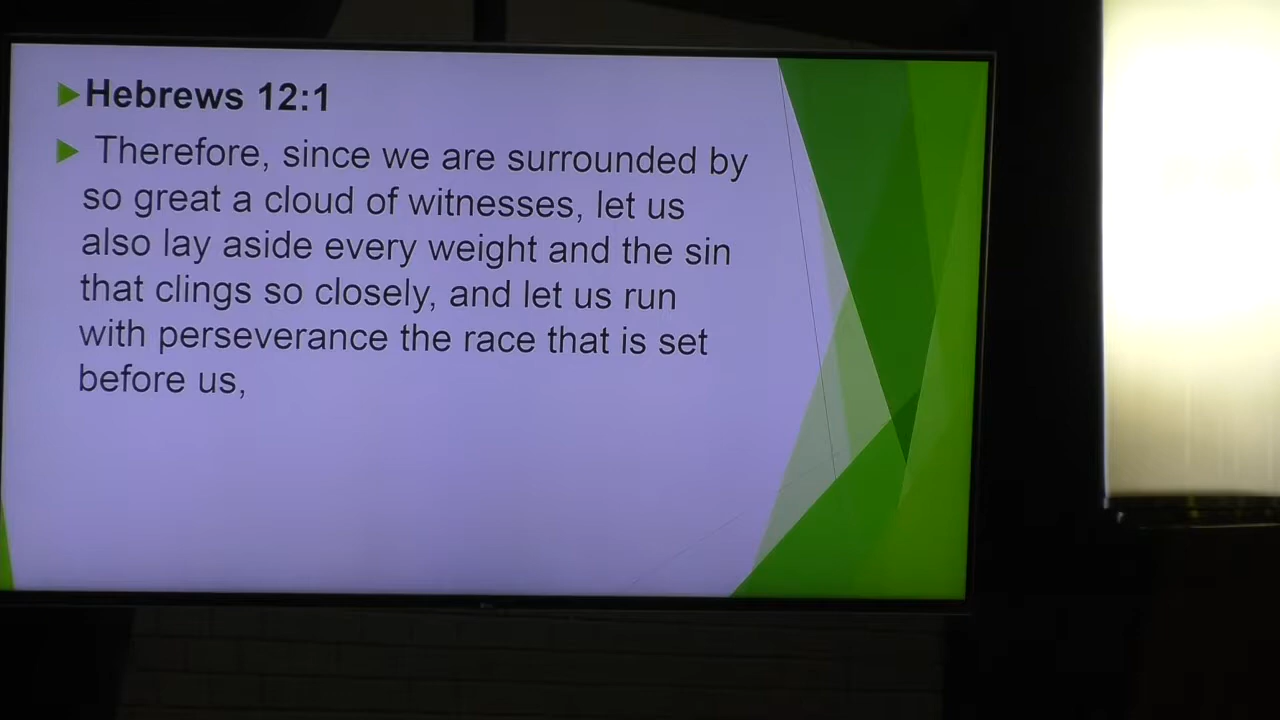 Hebrews 12:1
Therefore, since we are surrounded by
so great a cloud of witnesses, let us
also lay aside every weight and the sin
that clings so closely, and let us run
with perseverance the race that is set
before us,